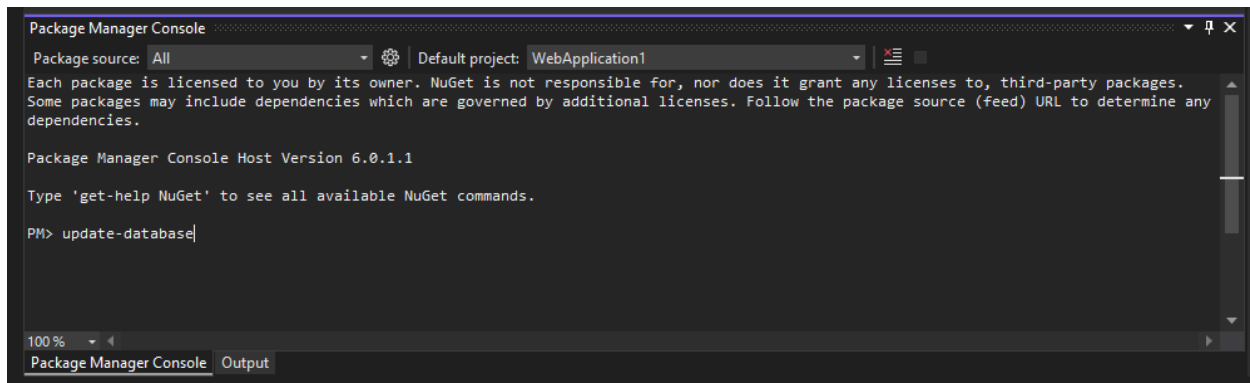 Package Manager Console
Package source: All Default project: WebApplication1
Each package is licensed to you by its owner. NuGet is not responsible for, nor does it grant any licenses to, third-party packages.
Some packages may include dependencies which are governed by additional licenses. Follow the package source (feed) URL to determine any
dependencies.
Package Manager Console Host Version 6.0.1.1
Type 'get-help NuGet' to see all available NuGet commands.
PM> update-database
100 %
Package Manager Console Output